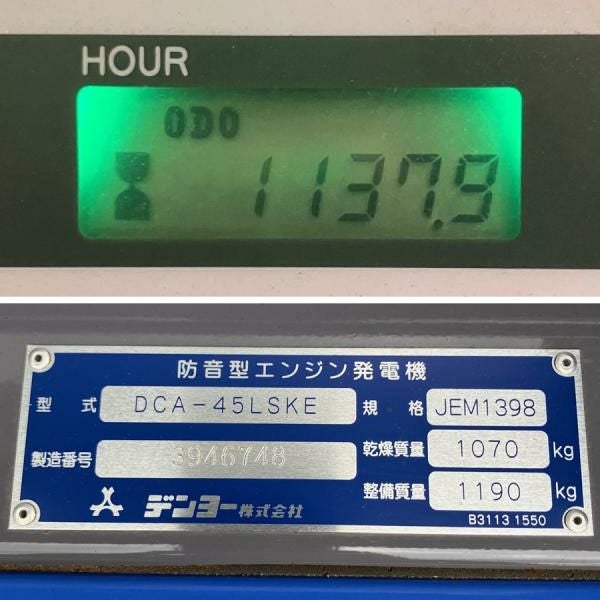 HOUR
ODO
1137.9
防音型エンジン発電機
型 式 DCA-45LSKE 規 格 JEM1398
製造番号 3946748 乾燥質量 1070 kg
整備質量 1190 kg
デンヨー株式会社
B3113 1550